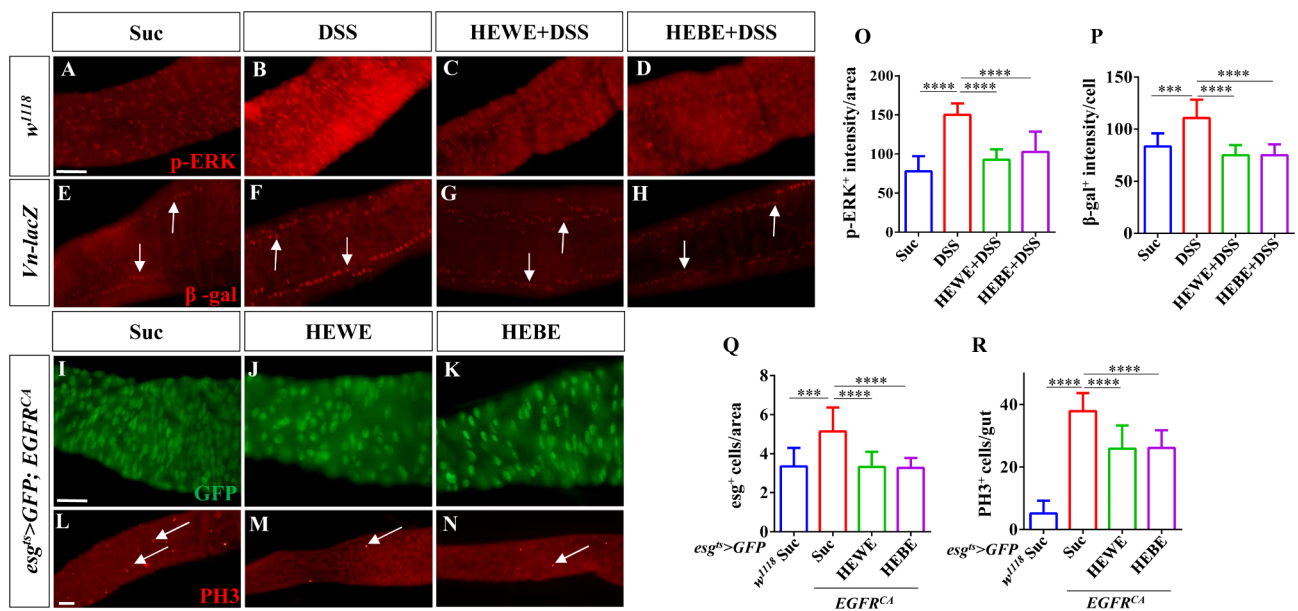 Suc DSS HEWE+DSS HEBE+DSS
w1118
A B C D
p-ERK
Vn-lacZ
E F G H
β -gal
Suc HEWE HEBE
esgts>GFP; EGFRCA
I J K
GFP
L M N
PH3
O
p-ERK+ intensity/area
200
150
100
50
0
**** **** ****
Suc DSS HEWE+DSS HEBE+DSS
P
β-gal+ intensity/cell
150
100
50
0
*** **** ****
Suc DSS HEWE+DSS HEBE+DSS
Q
esg+ cells/area
8
6
4
2
0
*** **** ****
esgts>GFP Suc Suc HEWE HEBE
w1118
EGFRCA
R
PH3+ cells/gut
40
20
0
**** **** ****
esgts>GFP Suc Suc HEWE HEBE
w1118
EGFRCA